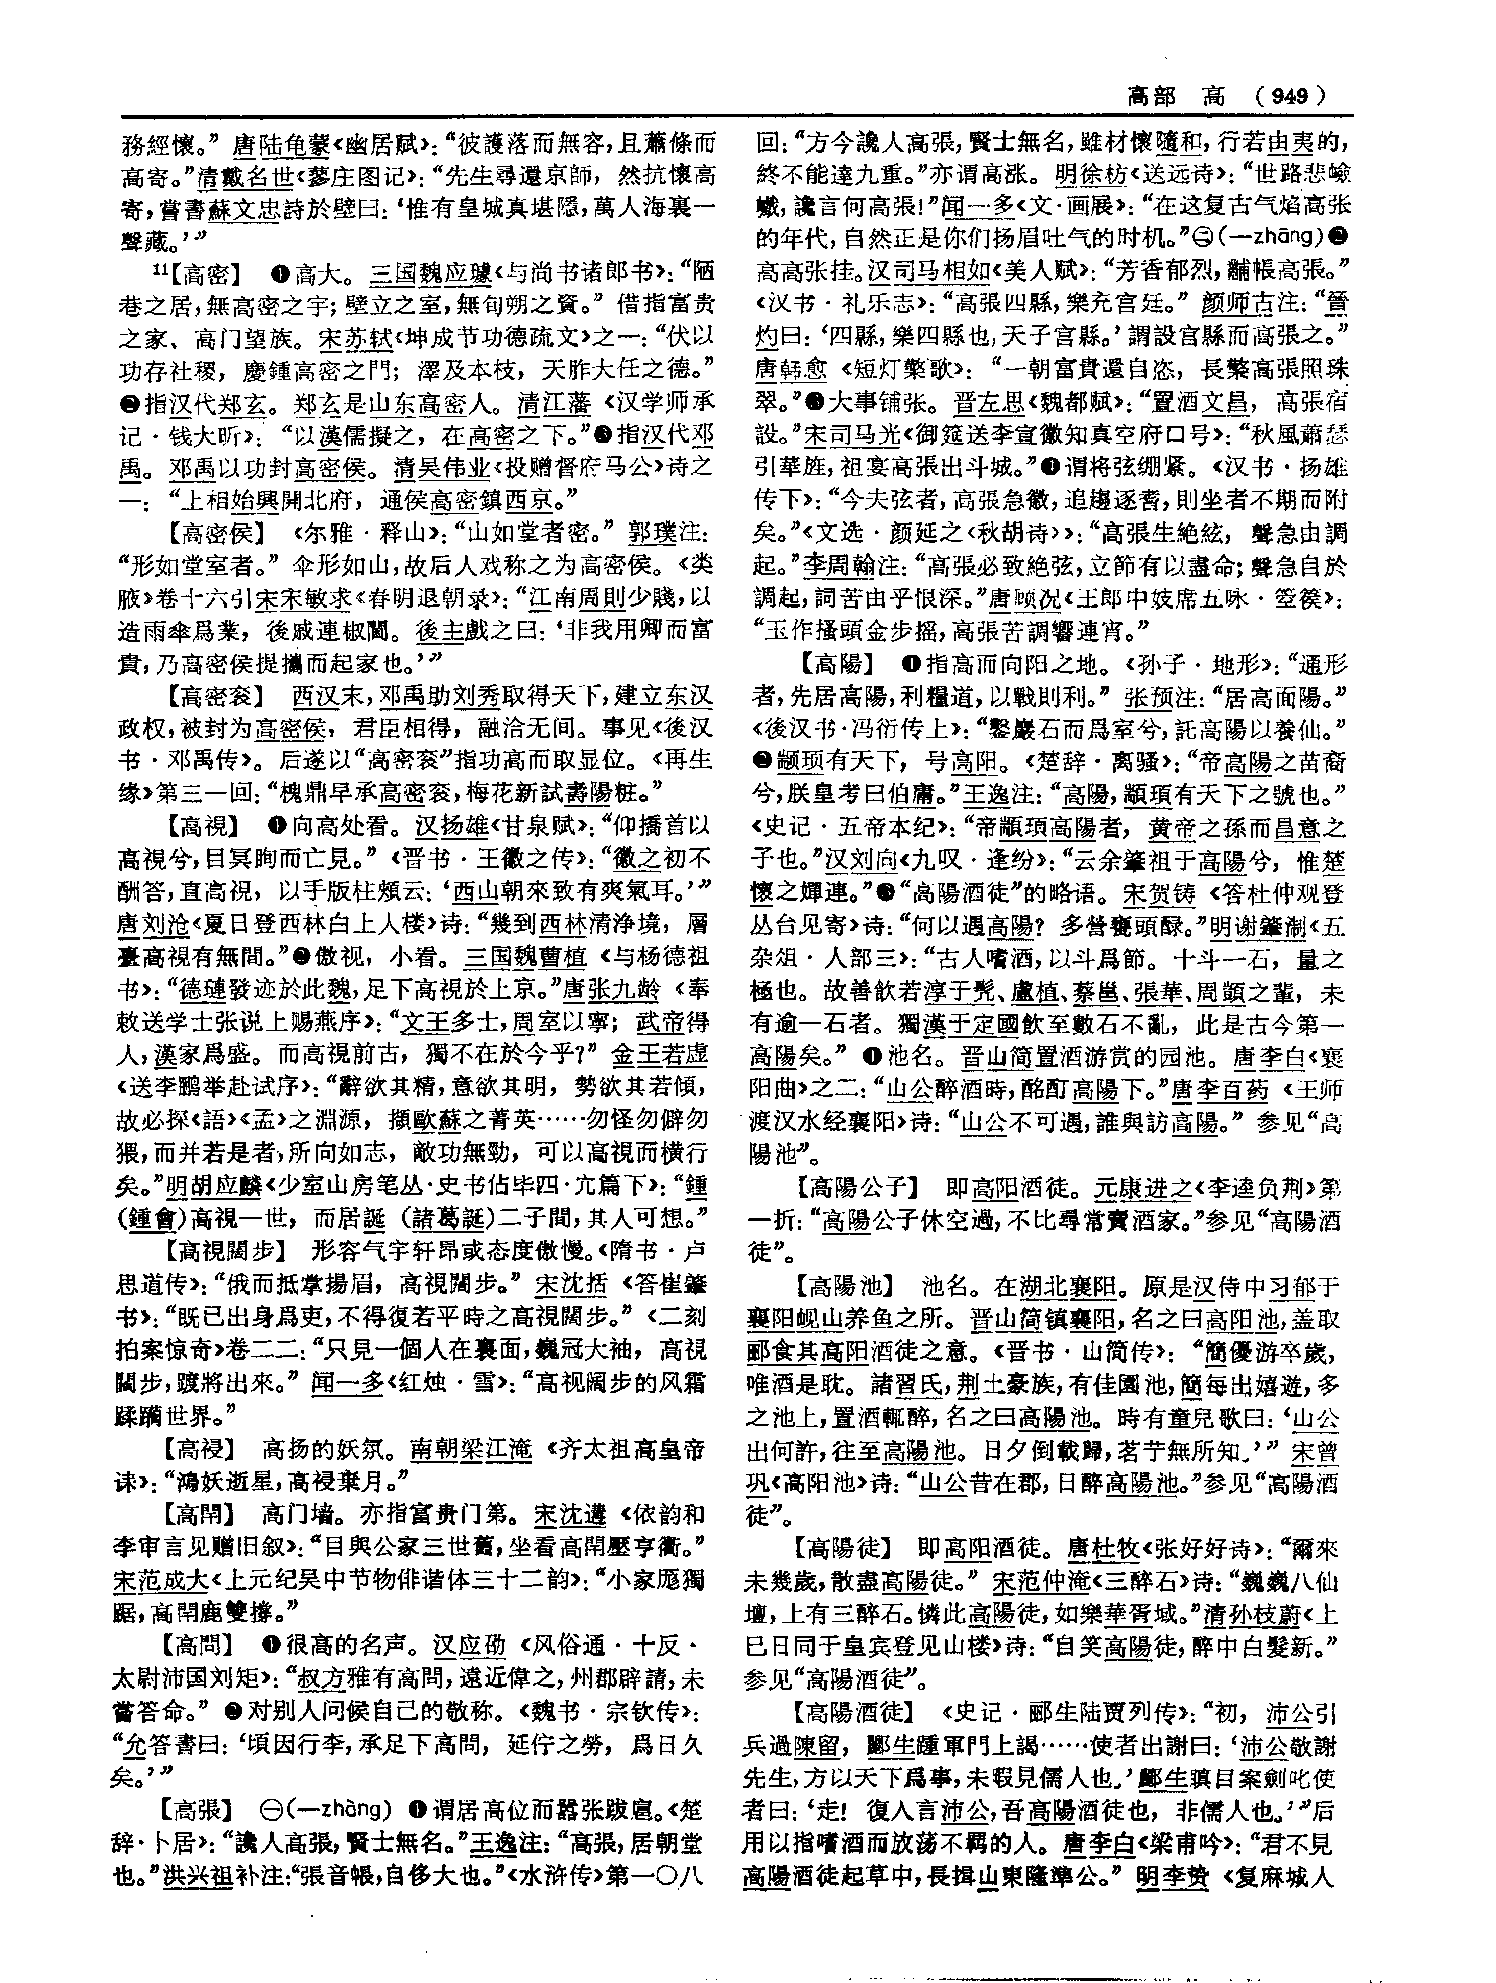 高部　高　（949）
務經懷。”唐陆龟蒙《幽居赋》：“彼護落而無容，且蕭條而
高寄。”清戴名世《蓼庄图记》：“先生尋還京師，然抗懷高
寄，嘗書蘇文忠詩於壁曰：‘惟有皇城真堪隱，萬人海裏一
聲藏。’”
11【高密】　❶高大。三国魏应璩《与尚书诸郎书》：“陋
巷之居，無高密之宇；壁立之室，無旬朔之資。”借指富贵
之家、高门望族。宋苏轼《坤成节功德疏文》之一：“伏以
功存社稷，慶鍾高密之門；澤及本枝，天胙大任之德。”
❷指汉代郑玄。郑玄是山东高密人。清江藩《汉学师承
记·钱大昕》：“以漢儒擬之，在高密之下。”❸指汉代邓
禹。邓禹以功封高密侯。清吴伟业《投赠督府马公》诗之
一：“上相始興開北府，通侯高密鎮西京。”
【高密侯】　《尔雅·释山》：“山如堂者密。”郭璞注：
“形如堂室者。”伞形如山，故后人戏称之为高密侯。《类
腋》卷十六引宋宋敏求《春明退朝录》：“江南周則少賤，以
造雨傘爲業，後戚連椒閫。後主戲之曰：‘非我用卿而富
貴，乃高密侯提攜而起家也。’”
【高密衮】　西汉末，邓禹助刘秀取得天下，建立东汉
政权，被封为高密侯，君臣相得，融洽无间。事见《後汉
书·邓禹传》。后遂以“高密衮”指功高而取显位。《再生
缘》第三一回：“槐鼎早承高密衮，梅花新試壽陽粧。”
【高視】　❶向高处看。汉扬雄《甘泉赋》：“仰撟首以
高視兮，目冥眴而亡見。”《晋书·王徽之传》：“徽之初不
酬答，直高視，以手版柱頰云：‘西山朝來致有爽氣耳。’”
唐刘沧《夏日登西林白上人楼》诗：“幾到西林清净境，層
臺高視有無間。”❷傲视，小看。三国魏曹植《与杨德祖
书》：“德璉發迹於此魏，足下高視於上京。”唐张九龄《奉
敕送学士张说上赐燕序》：“文王多士，周室以寧；武帝得
人，漢家爲盛。而高視前古，獨不在於今乎？”金王若虚
《送李鹏举赴试序》：“辭欲其精，意欲其明，勢欲其若傾，
故必探《語》《孟》之淵源，擷歐蘇之菁英……勿怪勿僻勿
猥，而并若是者，所向如志，敵功無勁，可以高視而横行
矣。”明胡应麟《少室山房笔丛·史书佔毕四·亢篇下》：“鍾
(鍾會)高視一世，而居誕（諸葛誕)二子間，其人可想。”
【高視闊步】　形容气宇轩昂或态度傲慢。《隋书·卢
思道传》：“俄而抵掌揚眉，高視闊步。”宋沈括《答崔肇
书》：“既已出身爲吏，不得復若平時之高視闊步。”《二刻
拍案惊奇》卷二二：“只見一個人在裏面，巍冠大袖，高視
闊步，踱將出來。”闻一多《红烛·雪》：“高视阔步的风霜
蹂躪世界。”
【高祲】　高扬的妖氛。南朝梁江淹《齐太祖高皇帝
诔》：“鴻妖逝星，高祲棄月。”
【高閈】　高门墙。亦指富贵门第。宋沈遘《依韵和
李审言见赠旧叙》：“目與公家三世舊，坐看高閈壓亨衢。”
宋范成大《上元纪吴中节物俳谐体三十二韵》：“小家厖獨
踞，高閈鹿雙撐。”
【高問】　❶很高的名声。汉应劭《风俗通·十反·
太尉沛国刘矩》：“叔方雅有高問，遠近偉之，州郡辟請，未
嘗答命。”❷对别人问候自己的敬称。《魏书·宗钦传》：
“允答書曰：‘頃因行李，承足下高問，延佇之勞，爲日久
矣。’”
【高張】　㊀(—zhāng)　❶谓居高位而嚣张跋扈。《楚
辞·卜居》：“讒人高張，賢士無名。”王逸注：“高張，居朝堂
也。”洪兴祖补注：“張音帳，自侈大也。”《水浒传》第一〇八
回：“方今讒人高張，賢士無名，雖材懷隨和，行若由夷的，
終不能達九重。”亦谓高涨。明徐枋《送远诗》：“世路悲嶮
巇，讒言何高張！”闻一多《文·画展》：“在这复古气焰高张
的年代，自然正是你们扬眉吐气的时机。”㊁(—zhāng)❷
高高张挂。汉司马相如《美人赋》：“芳香郁烈，黼帳高張。”
《汉书·礼乐志》：“高張四縣，樂充宫廷。”颜师古注：“晉
灼曰：‘四縣，樂四縣也，天子宫縣。’謂設宫縣而高張之。”
唐韩愈《短灯檠歌》：“一朝富貴還自恣，長檠高張照珠
翠。”❸大事铺张。晋左思《魏都赋》：“置酒文昌，高張宿
設。”宋司马光《御筵送李宣徽知真空府口号》：“秋風蕭瑟
引華旌，祖宴高張出斗城。”❶谓将弦绷紧。《汉书·扬雄
传下》：“今夫弦者，高張急徽，追趨逐耆，則坐者不期而附
矣。”《文选·颜延之〈秋胡诗〉》：“高張生絶絃，聲急由調
起。”李周翰注：“高張必致絶弦，立節有以盡命；聲急自於
調起，詞苦由乎恨深。”唐顾况《王郎中妓席五咏·箜篌》：
“玉作搔頭金步摇，高張苦調響連宵。”
【高陽】　❶指高而向阳之地。《孙子·地形》：“通形
者，先居高陽，利糧道，以戰則利。”张预注：“居高面陽。”
《後汉书·冯衍传上》：“鑿巖石而爲室兮，託高陽以養仙。”
❷颛顼有天下，号高阳。《楚辞·离骚》：“帝高陽之苗裔
兮，朕皇考曰伯庸。”王逸注：“高陽，顓頊有天下之號也。”
《史记·五帝本纪》：“帝顓頊高陽者，黄帝之孫而昌意之
子也。”汉刘向《九叹·逢纷》：“云余肇祖于高陽兮，惟楚
懷之嬋連。”❸“高陽酒徒”的略语。宋贺铸《答杜仲观登
丛台见寄》诗：“何以遇高陽？多營甕頭醁。”明谢肇淛《五
杂俎·人部三》：“古人嗜酒，以斗爲節。十斗一石，量之
極也。故善飲若淳于髡、盧植、蔡邕、張華、周顗之輩，未
有逾一石者。獨漢于定國飲至數石不亂，此是古今第一
高陽矣。”❶池名。晋山简置酒游赏的园池。唐李白《襄
阳曲》之二：“山公醉酒時，酩酊高陽下。”唐李百药《王师
渡汉水经襄阳》诗：“山公不可遇，誰與訪高陽。”参见“高
陽池”。
【高陽公子】　即高阳酒徒。元康进之《李逵负荆》第
一折：“高陽公子休空過，不比尋常賣酒家。”参见“高陽酒
徒”。
【高陽池】　池名。在湖北襄阳。原是汉侍中习郁于
襄阳岘山养鱼之所。晋山简镇襄阳，名之曰高阳池，盖取
郦食其高阳酒徒之意。《晋书·山简传》：“簡優游卒歲，
唯酒是耽。諸習氏，荆土豪族，有佳園池，簡每出嬉遊，多
之池上，置酒輒醉，名之曰高陽池。時有童兒歌曰：‘山公
出何許，往至高陽池。日夕倒載歸，茗艼無所知。’”宋曾
巩《高阳池》诗：“山公昔在郡，日醉高陽池。”参见“高陽酒
徒”。
【高陽徒】　即高阳酒徒。唐杜牧《张好好诗》：“爾來
未幾歲，散盡高陽徒。”宋范仲淹《三醉石》诗：“巍巍八仙
壇，上有三醉石。憐此高陽徒，如樂華胥域。”清孙枝蔚《上
巳日同于皇宾登见山楼》诗：“自笑高陽徒，醉中白髮新。”
参见“高陽酒徒”。
【高陽酒徒】　《史记·郦生陆贾列传》：“初，沛公引
兵過陳留，酈生踵軍門上謁……使者出謝曰：‘沛公敬謝
先生，方以天下爲事，未暇見儒人也。’酈生瞋目案劍叱使
者曰：‘走！復入言沛公，吾高陽酒徒也，非儒人也。’”后
用以指嗜酒而放荡不羁的人。唐李白《梁甫吟》：“君不見
高陽酒徒起草中，長揖山東隆準公。”明李贽《复麻城人